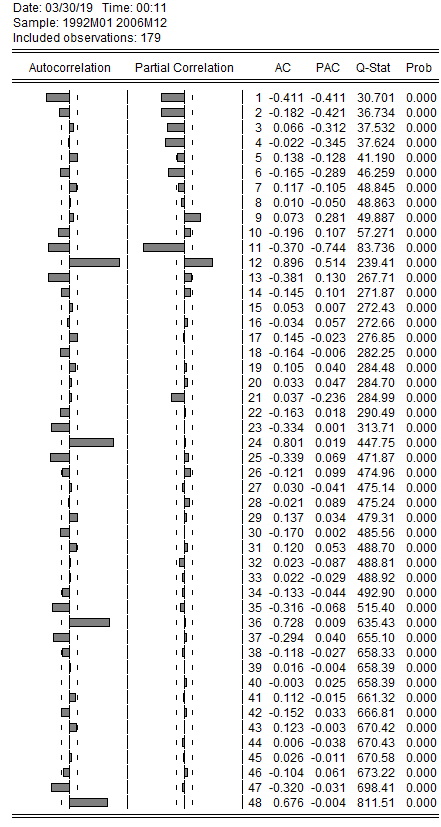 Date: 03/30/19 Time: 00:11
Sample: 1992M01 2006M12
Included observations: 179
Autocorrelation Partial Correlation AC PAC Q-Stat Prob
1 -0.411 -0.411 30.701 0.000
2 -0.182 -0.421 36.734 0.000
3 0.066 -0.312 37.532 0.000
4 -0.022 -0.345 37.624 0.000
5 0.138 -0.128 41.190 0.000
6 -0.165 -0.289 46.259 0.000
7 0.117 -0.105 48.845 0.000
8 0.010 -0.050 48.863 0.000
9 0.073 0.281 49.887 0.000
10 -0.196 0.107 57.271 0.000
11 -0.370 -0.744 83.736 0.000
12 0.896 0.514 239.41 0.000
13 -0.381 0.130 267.71 0.000
14 -0.145 0.101 271.87 0.000
15 0.053 0.007 272.43 0.000
16 -0.034 0.057 272.66 0.000
17 0.145 -0.023 276.85 0.000
18 -0.164 -0.006 282.25 0.000
19 0.105 0.040 284.48 0.000
20 0.033 0.047 284.70 0.000
21 0.037 -0.236 284.99 0.000
22 -0.163 0.018 290.49 0.000
23 -0.334 0.001 313.71 0.000
24 0.801 0.019 447.75 0.000
25 -0.339 0.069 471.87 0.000
26 -0.121 0.099 474.96 0.000
27 0.030 -0.041 475.14 0.000
28 -0.021 0.089 475.24 0.000
29 0.137 0.034 479.31 0.000
30 -0.170 0.002 485.56 0.000
31 0.120 0.053 488.70 0.000
32 0.023 -0.087 488.81 0.000
33 0.022 -0.029 488.92 0.000
34 -0.133 -0.044 492.90 0.000
35 -0.316 -0.068 515.40 0.000
36 0.728 0.009 635.43 0.000
37 -0.294 0.040 655.10 0.000
38 -0.118 -0.027 658.33 0.000
39 0.016 -0.004 658.39 0.000
40 -0.003 0.025 658.39 0.000
41 0.112 -0.015 661.32 0.000
42 -0.152 0.033 666.81 0.000
43 0.123 -0.003 670.42 0.000
44 0.006 -0.038 670.43 0.000
45 0.026 -0.011 670.58 0.000
46 -0.104 0.061 673.22 0.000
47 -0.320 -0.031 698.41 0.000
48 0.676 -0.004 811.51 0.000